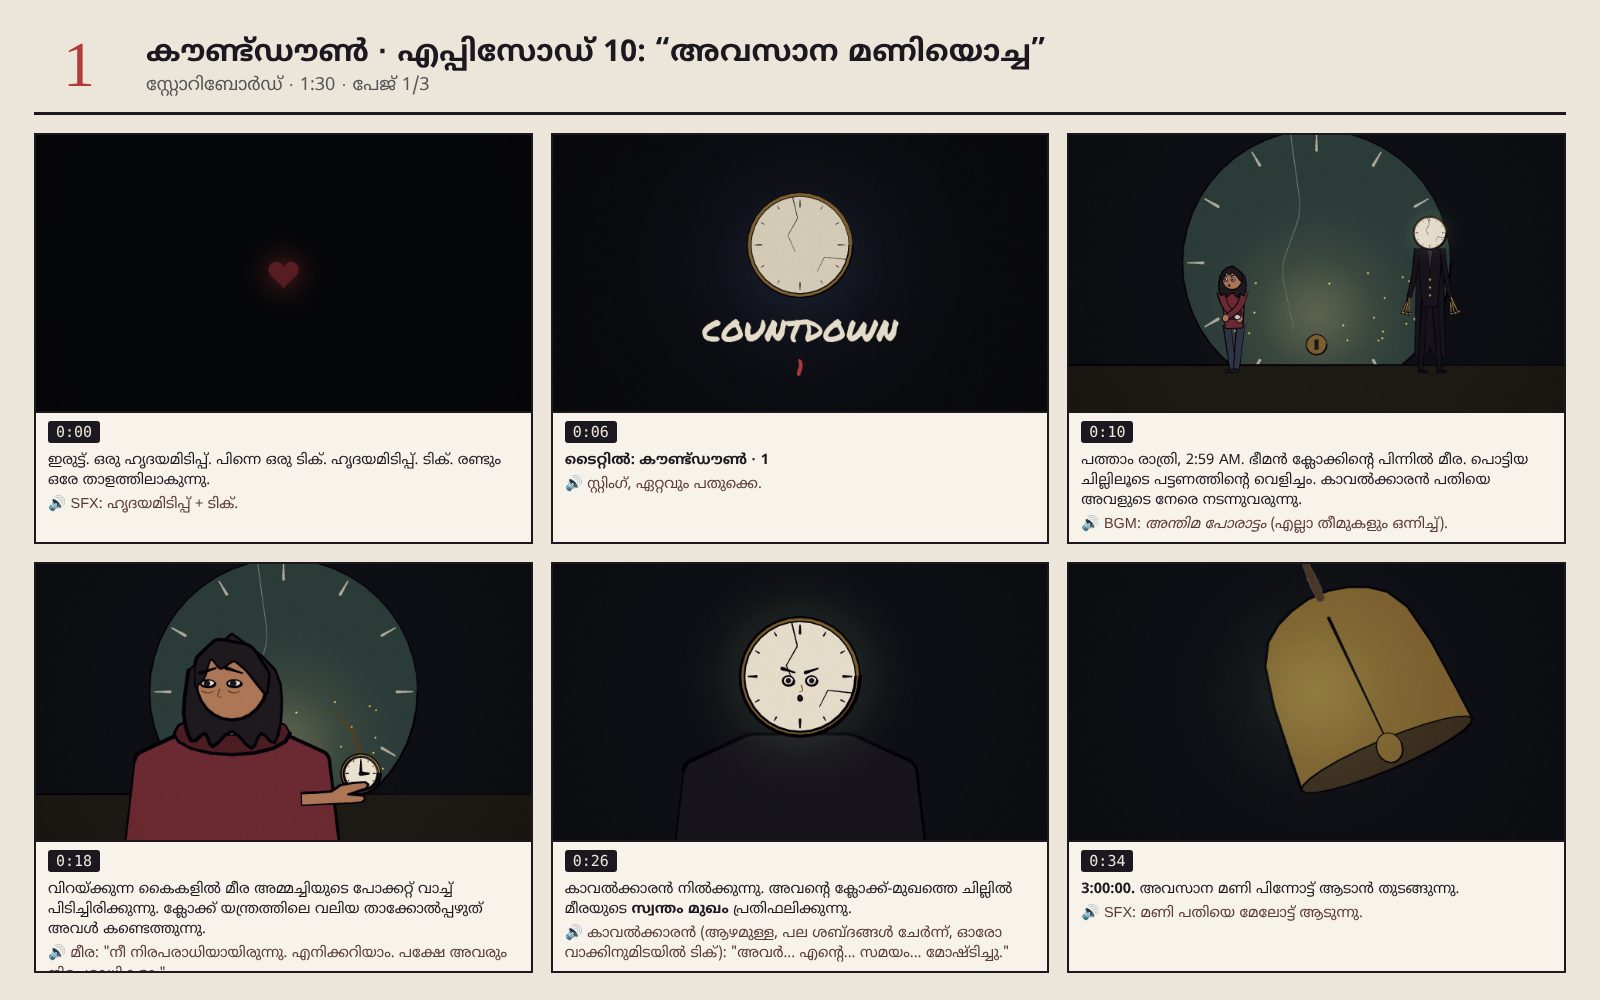 1
കൗണ്ട്ഡൗൺ · എപ്പിസോഡ് 10: “അവസാന മണിയൊച്ച”
സ്റ്റോറിബോർഡ് · 1:30 · പേജ് 1/3
COUNTDOWN
1
0:00
ഇരുട്ട്. ഒരു ഹൃദയമിടിപ്പ്. പിന്നെ ഒരു ടിക്. ഹൃദയമിടിപ്പ്. ടിക്. രണ്ടും
ഒരേ താളത്തിലാകുന്നു.
🔊 SFX: ഹൃദയമിടിപ്പ് + ടിക്.
0:06
ടൈറ്റിൽ: കൗണ്ട്ഡൗൺ · 1
🔊 സ്റ്റിംഗ്, ഏറ്റവും പതുക്കെ.
0:10
പത്താം രാത്രി, 2:59 AM. ഭീമൻ ക്ലോക്കിന്റെ പിന്നിൽ മീര. പൊട്ടിയ
ചില്ലിലൂടെ പട്ടണത്തിന്റെ വെളിച്ചം. കാവൽക്കാരൻ പതിയെ
അവളുടെ നേരെ നടന്നുവരുന്നു.
🔊 BGM: അന്തിമ പോരാട്ടം (എല്ലാ തീമുകളും ഒന്നിച്ച്).
0:18
വിറയ്ക്കുന്ന കൈകളിൽ മീര അമ്മച്ചിയുടെ പോക്കറ്റ് വാച്ച്
പിടിച്ചിരിക്കുന്നു. ക്ലോക്ക് യന്ത്രത്തിലെ വലിയ താക്കോൽപ്പഴുത്
അവൾ കണ്ടെത്തുന്നു.
🔊 മീര: "നീ നിരപരാധിയായിരുന്നു. എനിക്കറിയാം. പക്ഷേ അവരും
0:26
കാവൽക്കാരൻ നിൽക്കുന്നു. അവന്റെ ക്ലോക്ക്-മുഖത്തെ ചില്ലിൽ
മീരയുടെ സ്വന്തം മുഖം പ്രതിഫലിക്കുന്നു.
🔊 കാവൽക്കാരൻ (ആഴമുള്ള, പല ശബ്ദങ്ങൾ ചേർന്ന്, ഓരോ
വാക്കിനുമിടയിൽ ടിക്): "അവർ... എന്റെ... സമയം... മോഷ്ടിച്ചു."
0:34
3:00:00. അവസാന മണി പിന്നോട്ട് ആടാൻ തുടങ്ങുന്നു.
🔊 SFX: മണി പതിയെ മേലോട്ട് ആടുന്നു.